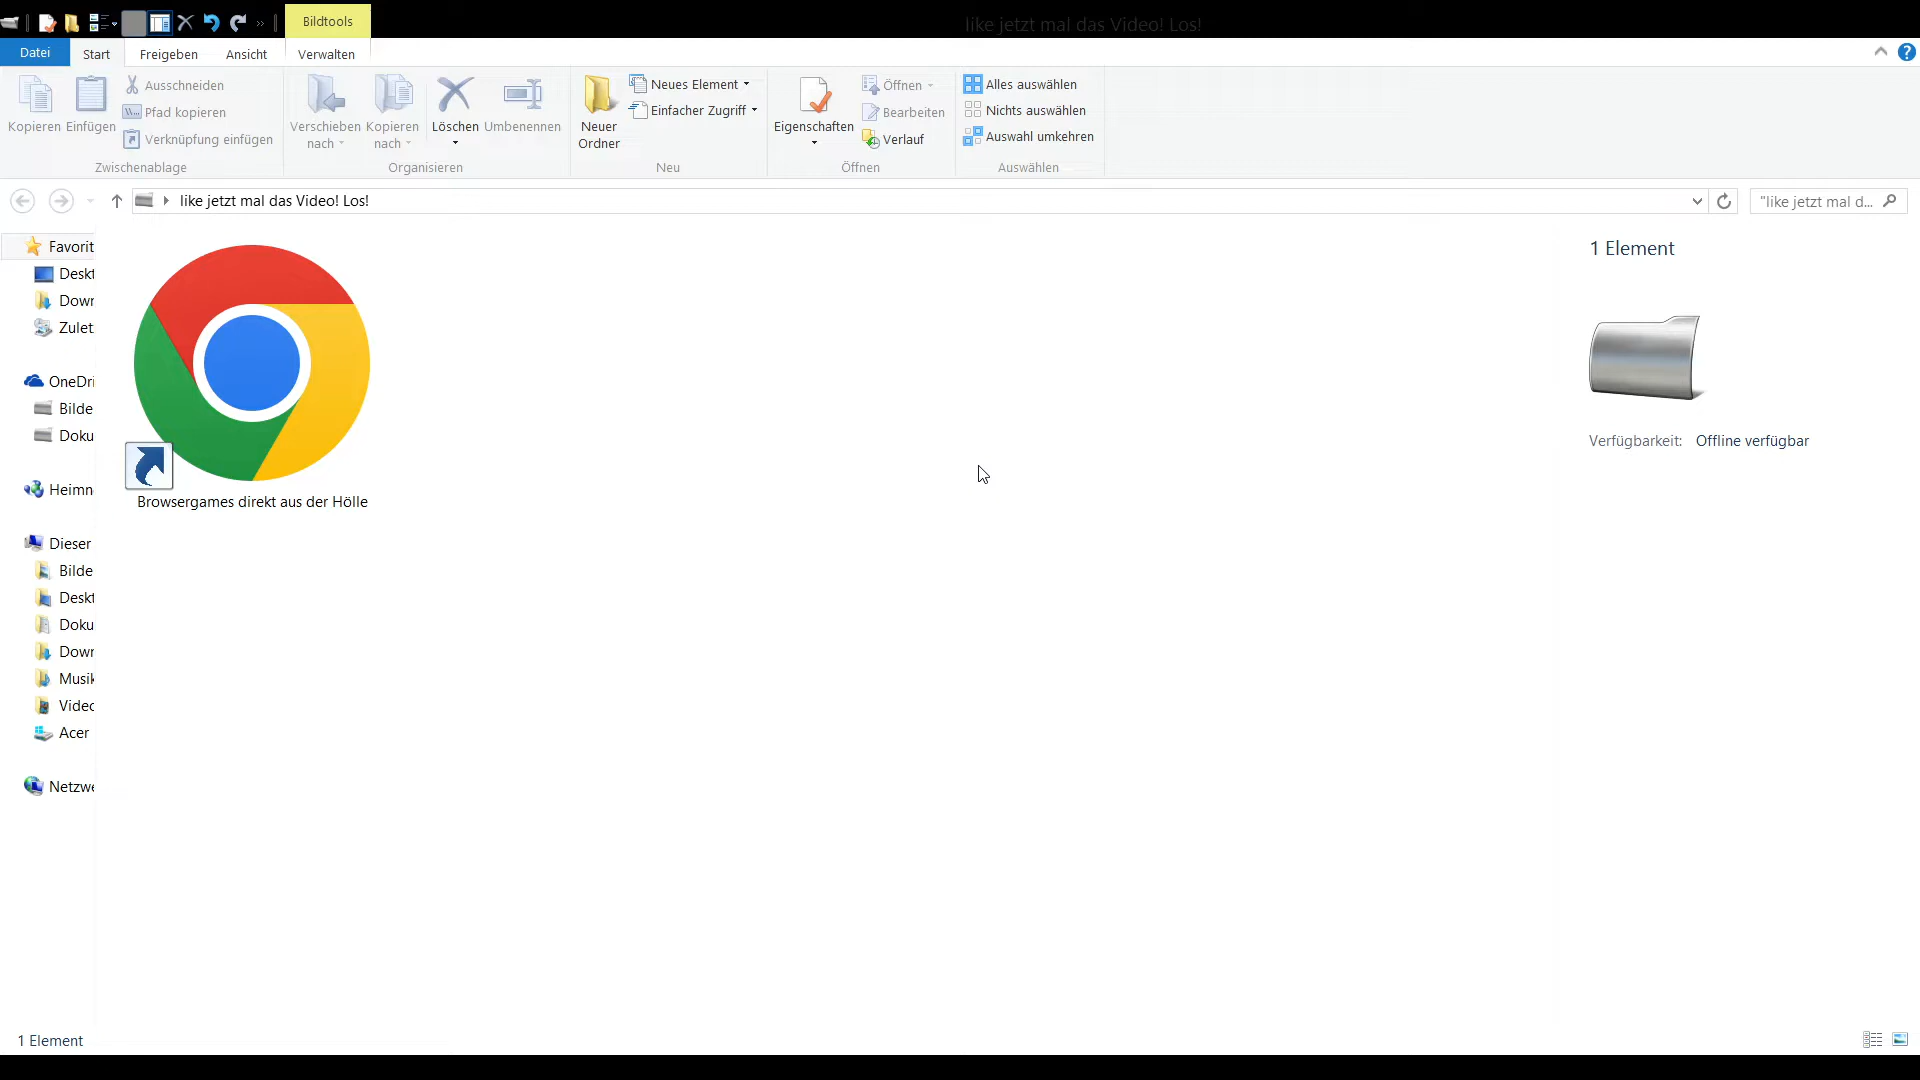 Bildtools
like jetzt mal das Video! Los!
Datei
Start
Freigeben
Ansicht
Verwalten
Kopieren
Einfügen
Ausschneiden
Pfad kopieren
Verknüpfung einfügen
Zwischenablage
Verschieben
nach
Kopieren
nach
Löschen
Umbenennen
Organisieren
Neuer
Ordner
Neues Element
Einfacher Zugriff
Neu
Eigenschaften
Öffnen
Bearbeiten
Verlauf
Öffnen
Alles auswählen
Nichts auswählen
Auswahl umkehren
Auswählen
like jetzt mal das Video! Los!
"like jetzt mal d...
Favorit
Deskt
Dowr
Zulet
OneDri
Bilde
Doku
Heimn
Dieser
Bilde
Deskt
Doku
Dowr
Musik
Videc
Acer
Netzwe
Browsergames direkt aus der Hölle
1 Element
Verfügbarkeit: Offline verfügbar
1 Element